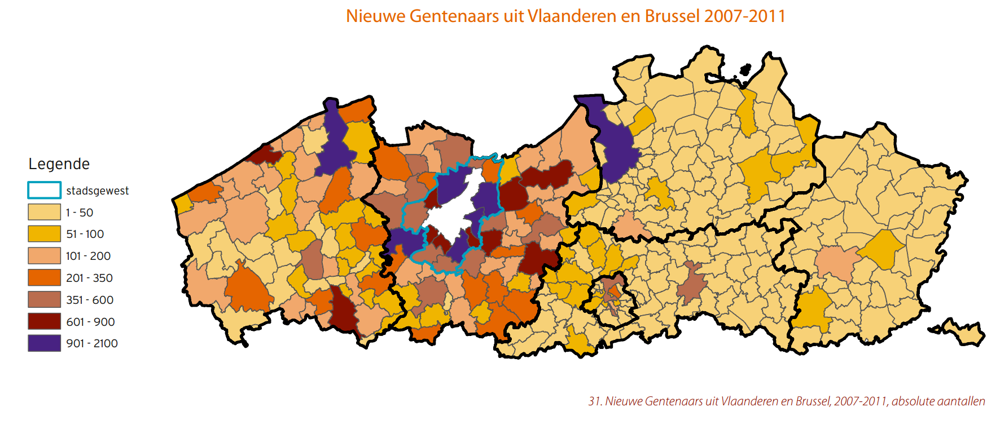 Nieuwe Gentenaars uit Vlaanderen en Brussel 2007-2011
Legende
stadsgewest
1 - 50
51 - 100
101 - 200
201 - 350
351 - 600
601 - 900
901 - 2100
31. Nieuwe Gentenaars uit Vlaanderen en Brussel, 2007-2011, absolute aantallen